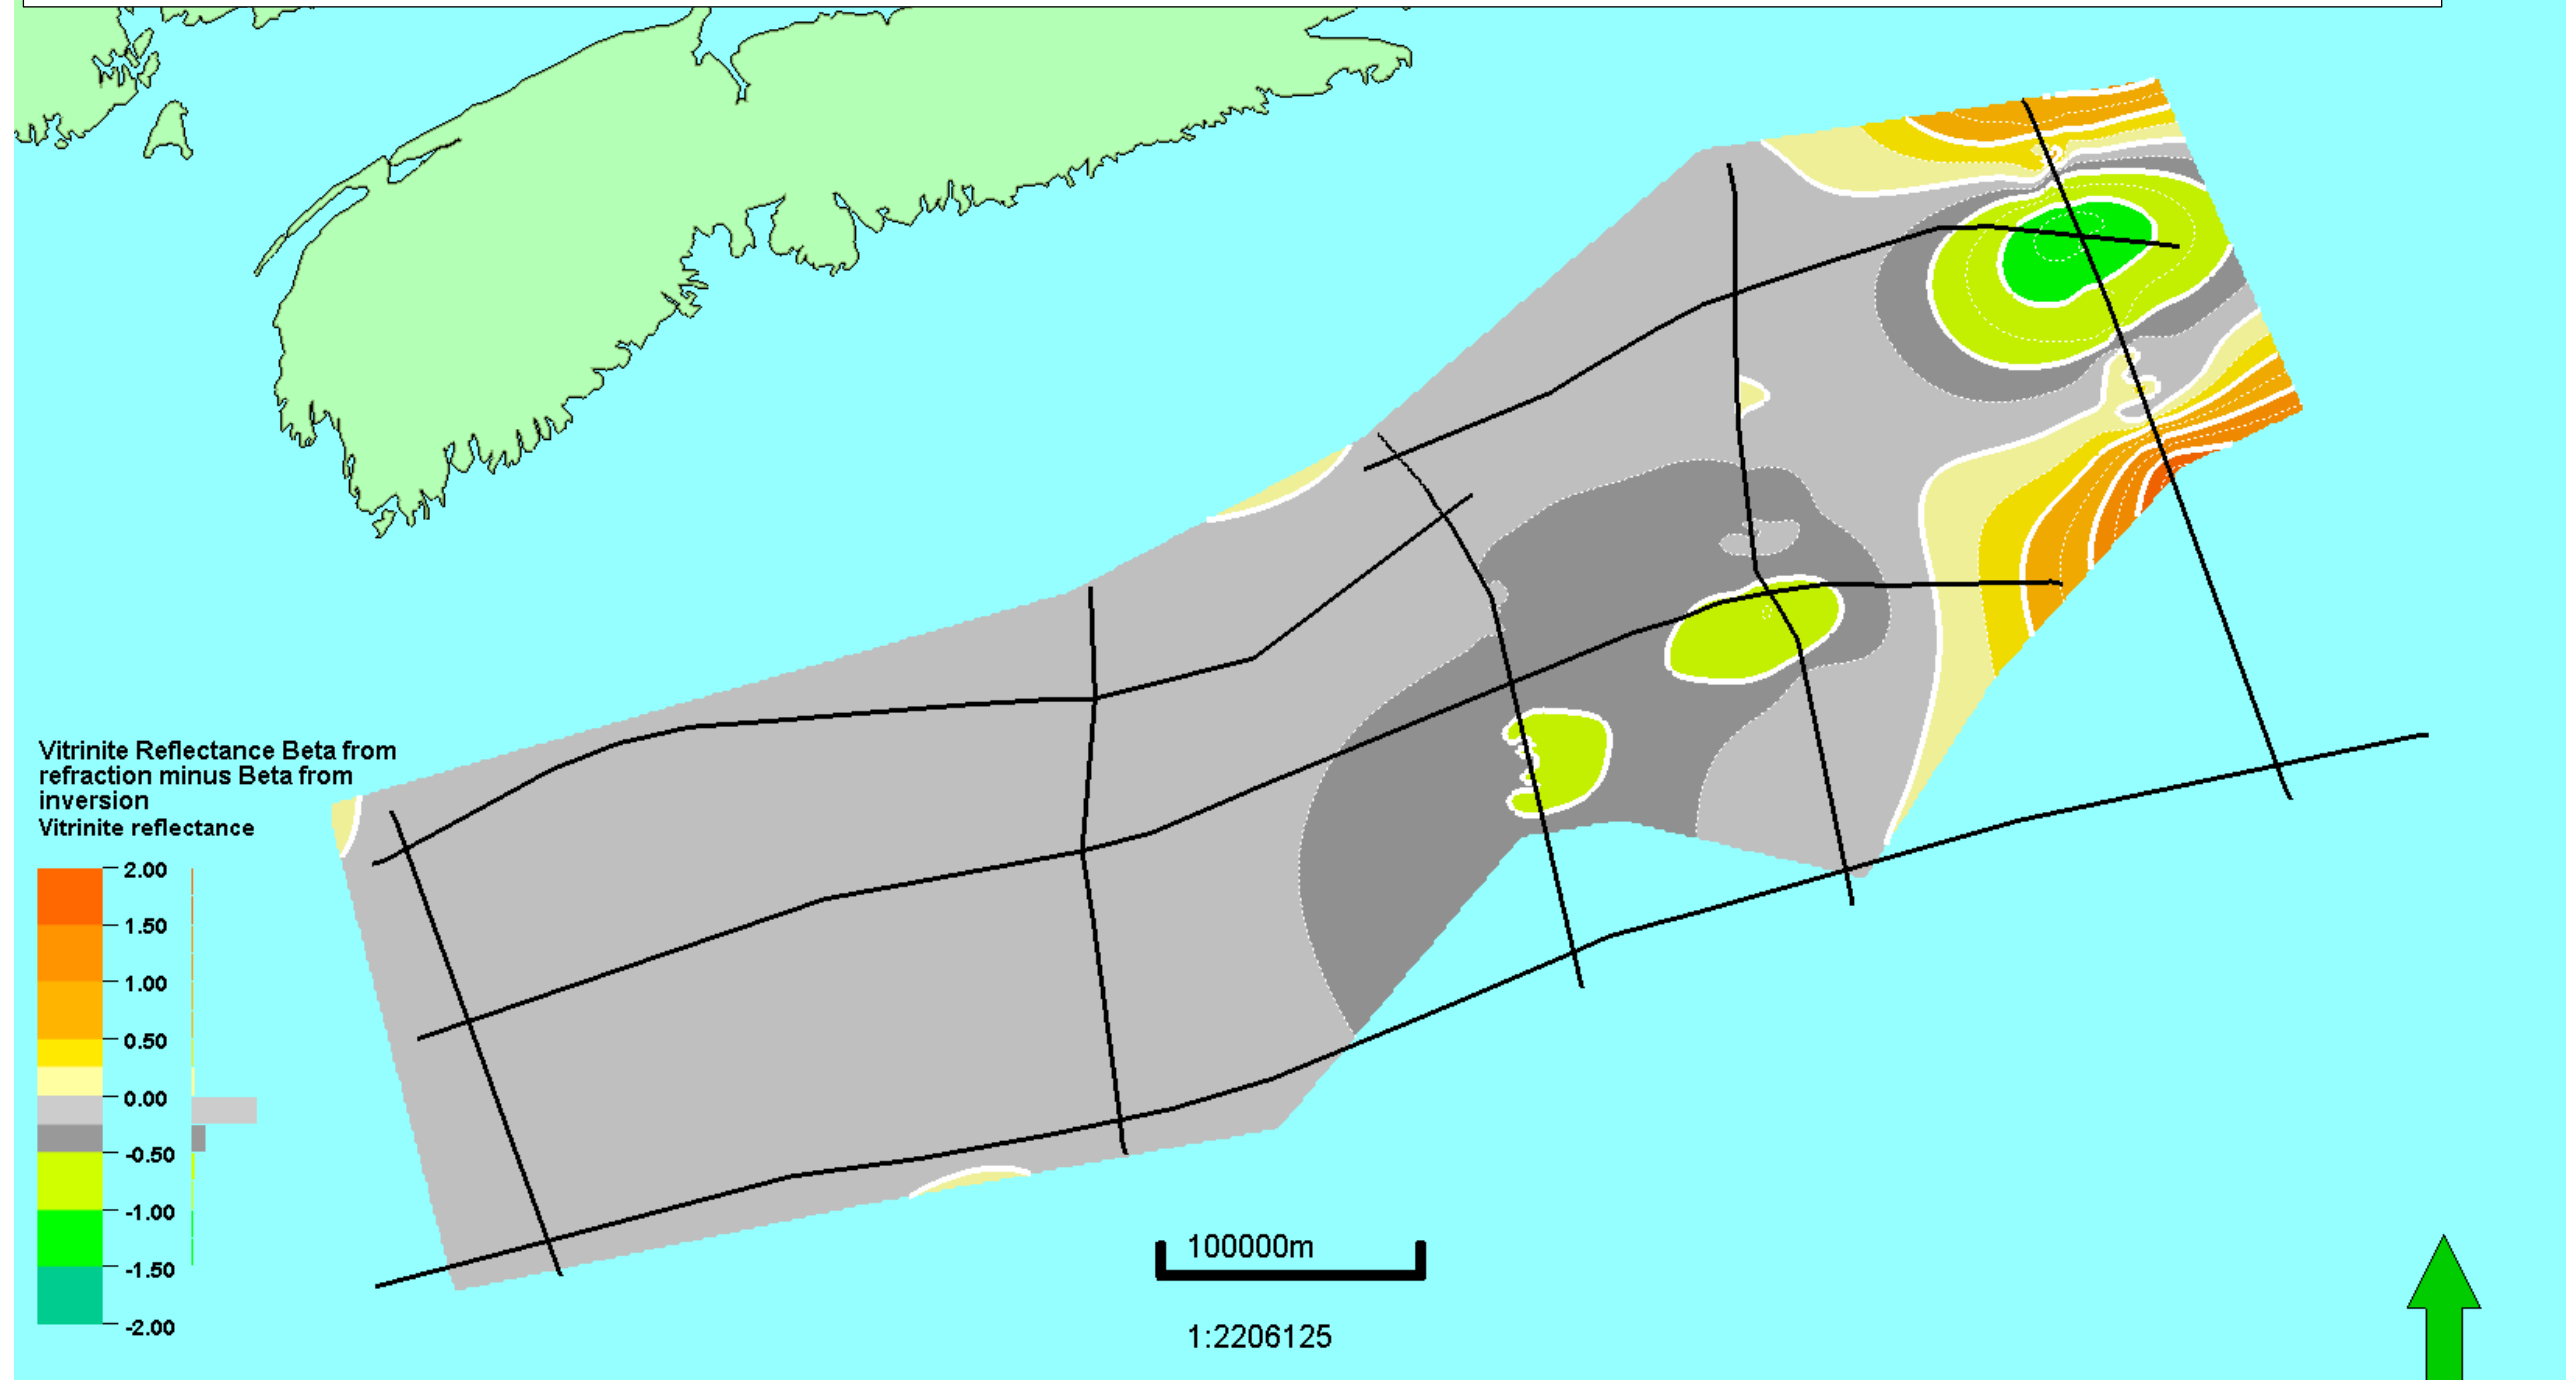 Vitrinite Reflectance Beta from
refraction minus Beta from
inversion
Vitrinite reflectance
2.00
1.50
1.00
0.50
0.00
-0.50
-1.00
-1.50
-2.00
100000m
1:2206125